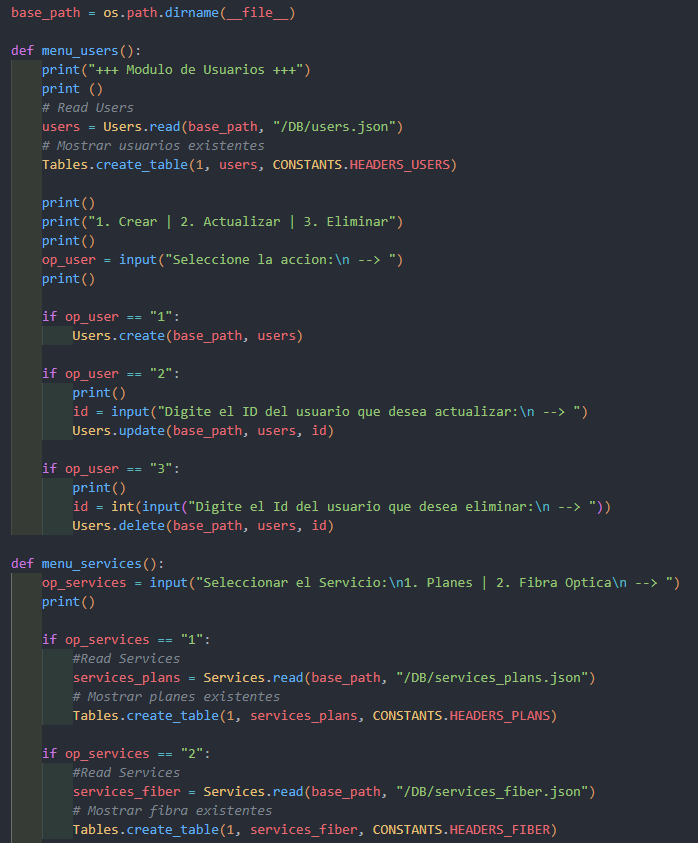 base_path = os.path.dirname(__file__)
def menu_users():
print("+++ Modulo de Usuarios +++")
print ()
# Read Users
users = Users.read(base_path, "/DB/users.json")
# Mostrar usuarios existentes
Tables.create_table(1, users, CONSTANTS.HEADERS_USERS)
print()
print("1. Crear | 2. Actualizar | 3. Eliminar")
print()
op_user = input("Seleccione la accion:\n --> ")
print()
if op_user == "1":
Users.create(base_path, users)
if op_user == "2":
print()
id = input("Digite el ID del usuario que desea actualizar:\n --> ")
Users.update(base_path, users, id)
if op_user == "3":
print()
id = int(input("Digite el Id del usuario que desea eliminar:\n --> "))
Users.delete(base_path, users, id)
def menu_services():
op_services = input("Seleccionar el Servicio:\n1. Planes | 2. Fibra Optica\n --> ")
print()
if op_services == "1":
#Read Services
services_plans = Services.read(base_path, "/DB/services_plans.json")
# Mostrar planes existentes
Tables.create_table(1, services_plans, CONSTANTS.HEADERS_PLANS)
if op_services == "2":
#Read Services
services_fiber = Services.read(base_path, "/DB/services_fiber.json")
# Mostrar fibra existentes
Tables.create_table(1, services_fiber, CONSTANTS.HEADERS_FIBER)